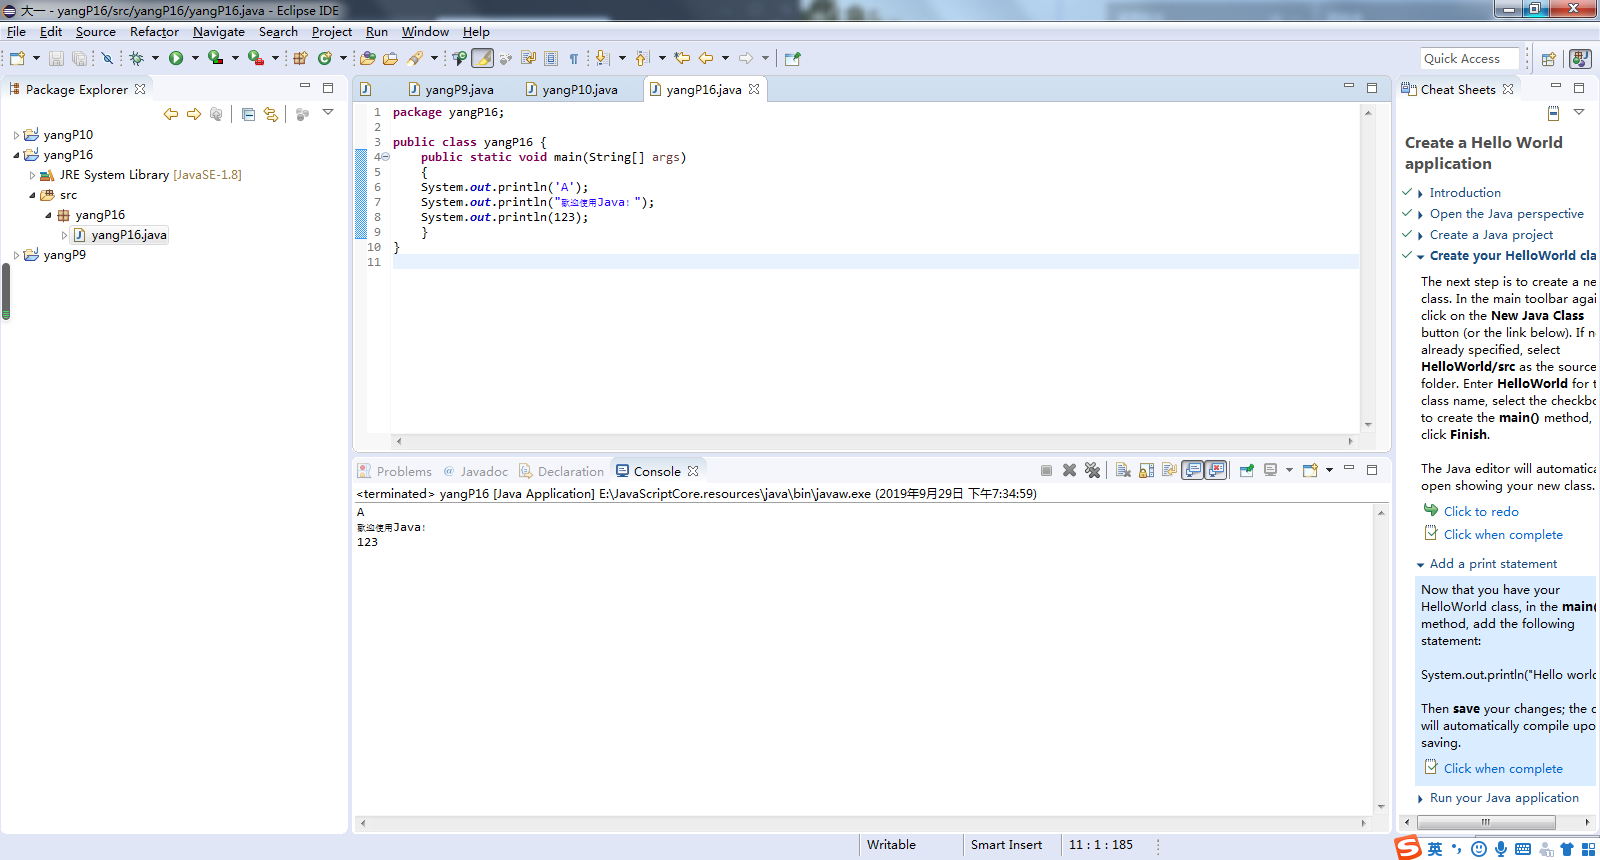 大一 - yangP16/src/yangP16/yangP16.java - Eclipse IDE
File Edit Source Refactor Navigate Search Project Run Window Help
Quick Access
Package Explorer
yangP10
yangP16
JRE System Library [JavaSE-1.8]
src
yangP16
yangP16.java
yangP9
yangP9.java yangP10.java yangP16.java
1 package yangP16;
2
3 public class yangP16 {
4 public static void main(String[] args)
5 {
6 System.out.println('A');
7 System.out.println("歡迎使用Java! ");
8 System.out.println(123);
9 }
10 }
11
Problems @ Javadoc Declaration Console
<terminated> yangP16 [Java Application] E:\JavaScriptCore.resources\java\bin\javaw.exe (2019年9月29日 下午7:34:59)
A
歡迎使用Java!
123
Cheat Sheets
Create a Hello World
application
Introduction
Open the Java perspective
Create a Java project
Create your HelloWorld cla
The next step is to create a ne
class. In the main toolbar agai
click on the New Java Class
button (or the link below). If n
already specified, select
HelloWorld/src as the source
folder. Enter HelloWorld for t
class name, select the checkbo
to create the main() method,
click Finish.
The Java editor will automatica
open showing your new class.
Click to redo
Click when complete
Add a print statement
Now that you have your
HelloWorld class, in the main(
method, add the following
statement:
System.out.println("Hello world
Then save your changes; the c
will automatically compile upo
saving.
Click when complete
Run your Java application
Writable Smart Insert 11 : 1 : 185
S 英